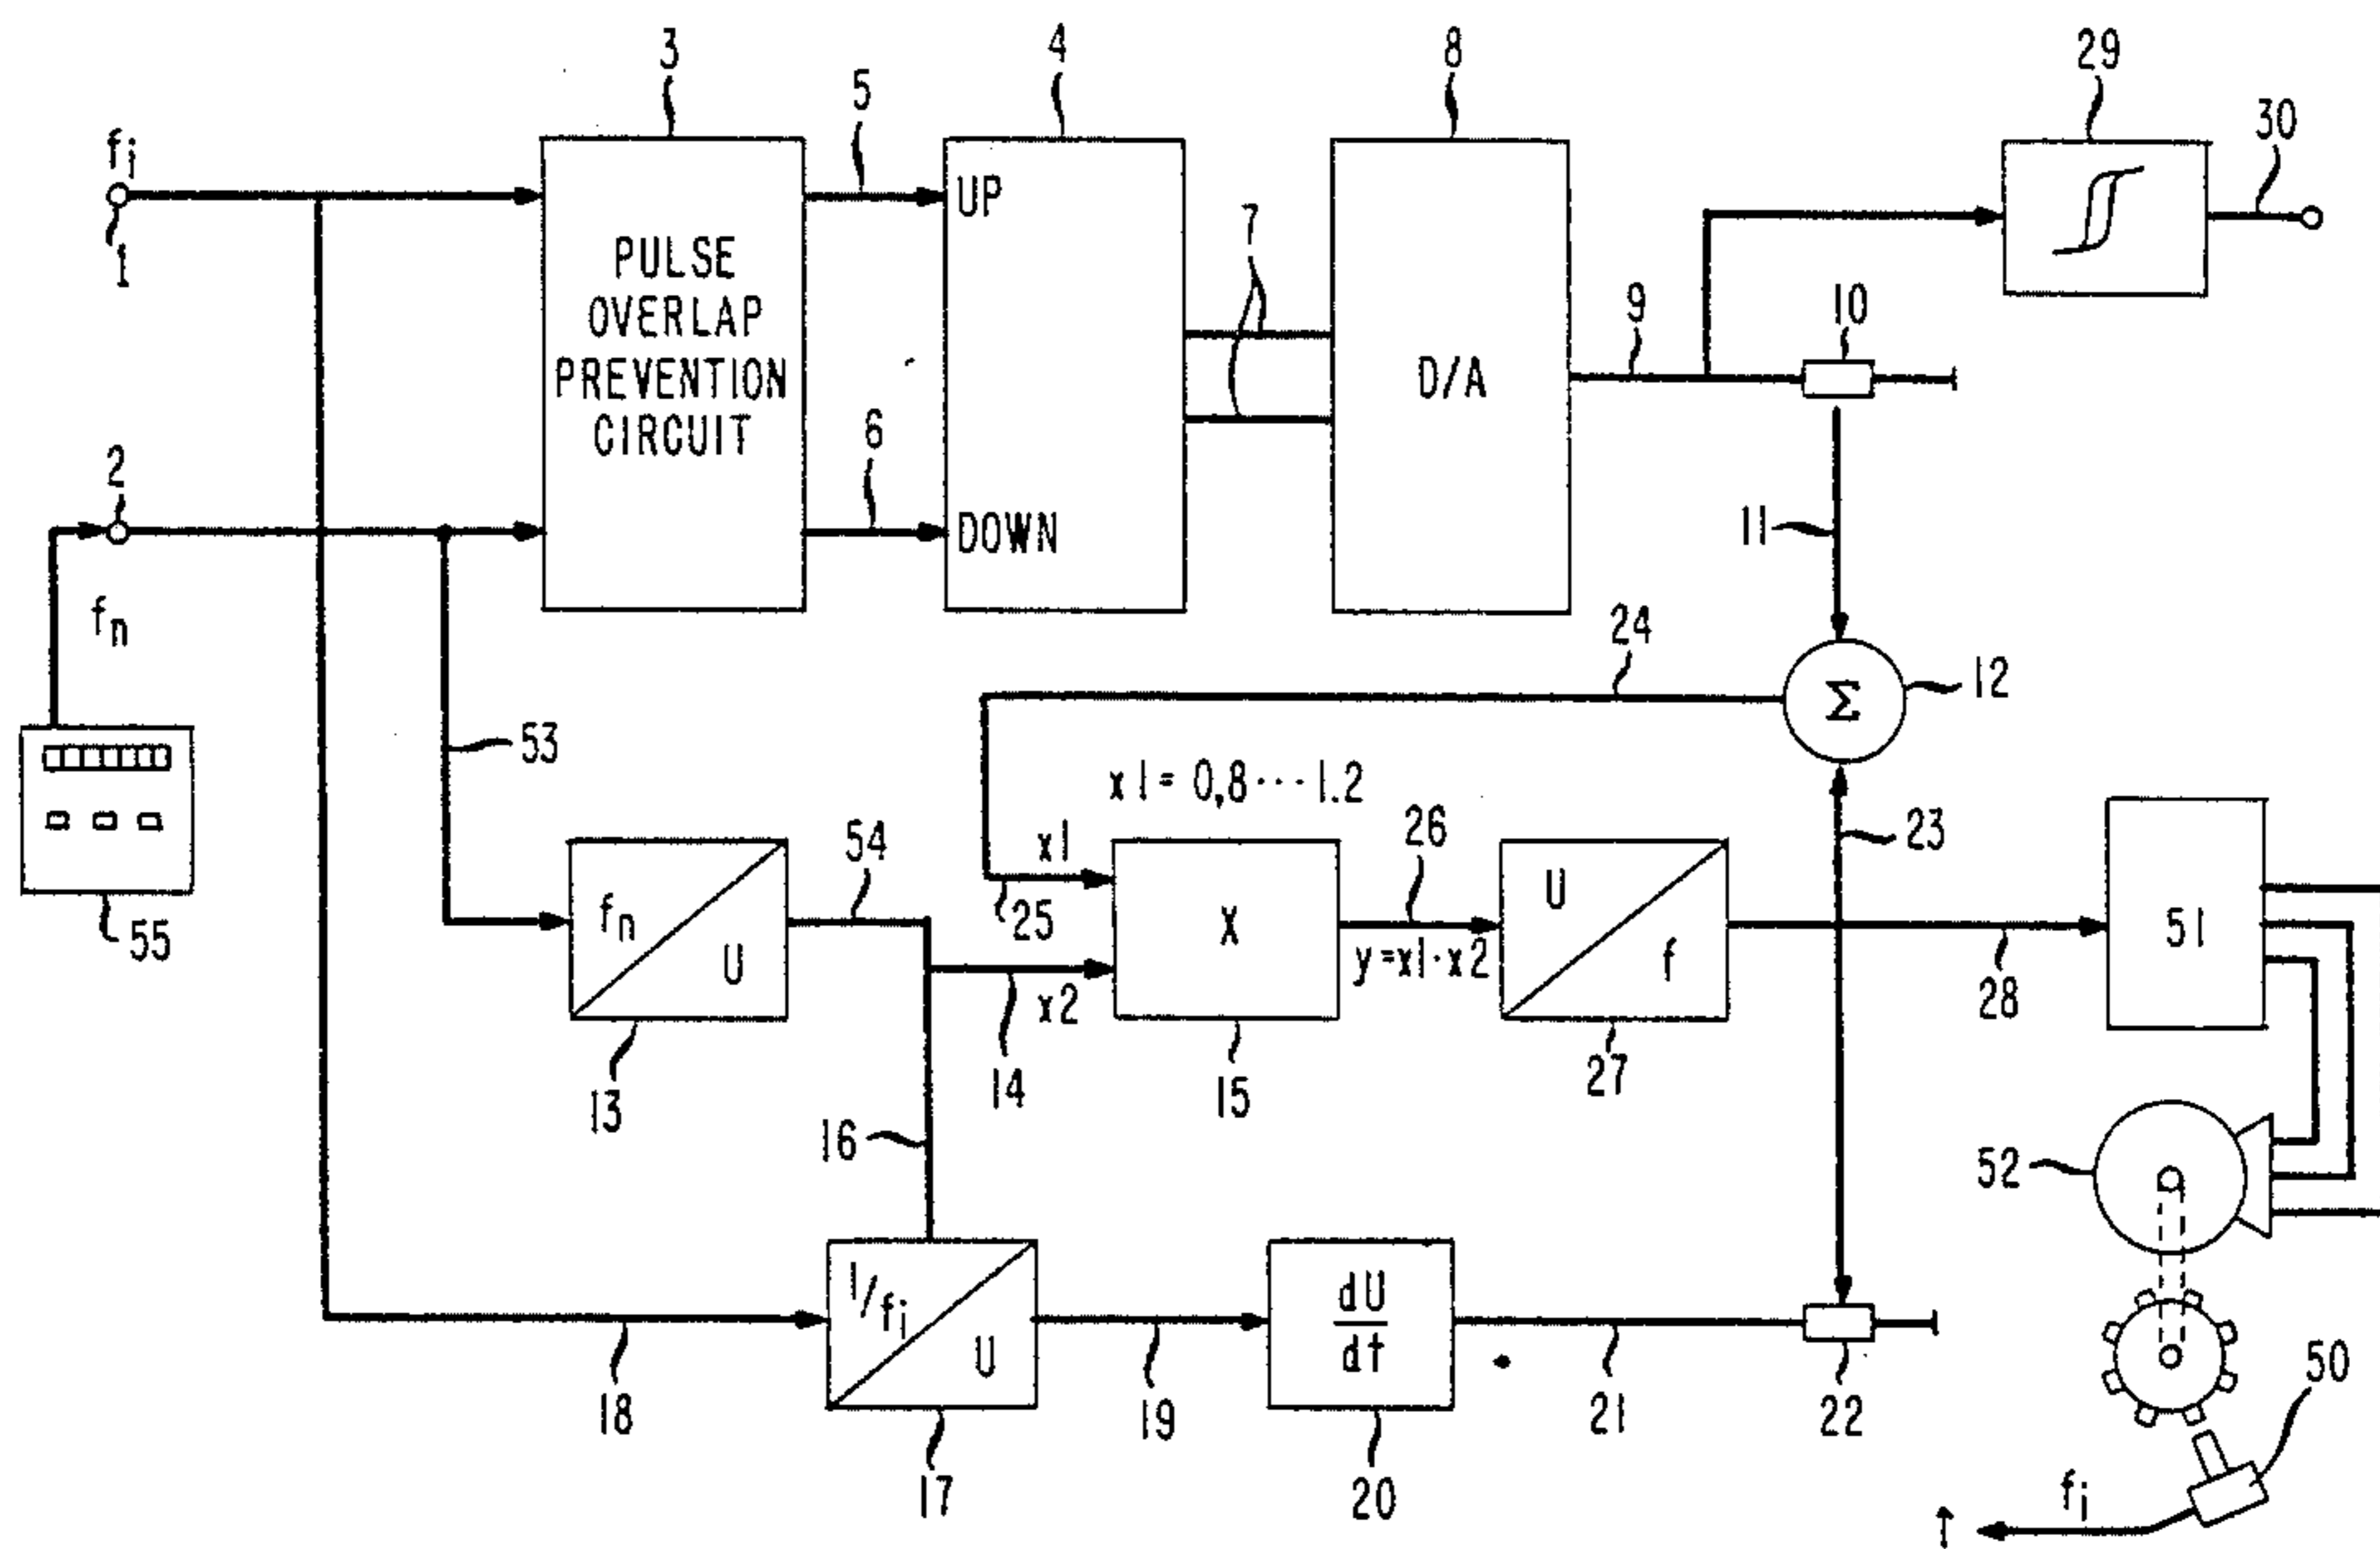 3
4
8
29
30
5
fi
1
UP
PULSE
OVERLAP
PREVENTION
CIRCUIT
7
9
10
D/A
2
6
DOWN
11
fn
24
12
Σ
53
x1= 0,8···1.2
23
54
x1
26
25
fn
U
X
U
f
51
y=x1·x2
x2
28
13
14
15
27
16
52
55
1/fi
U
dU
dt
18
19
21
22
50
17
20
fi
1